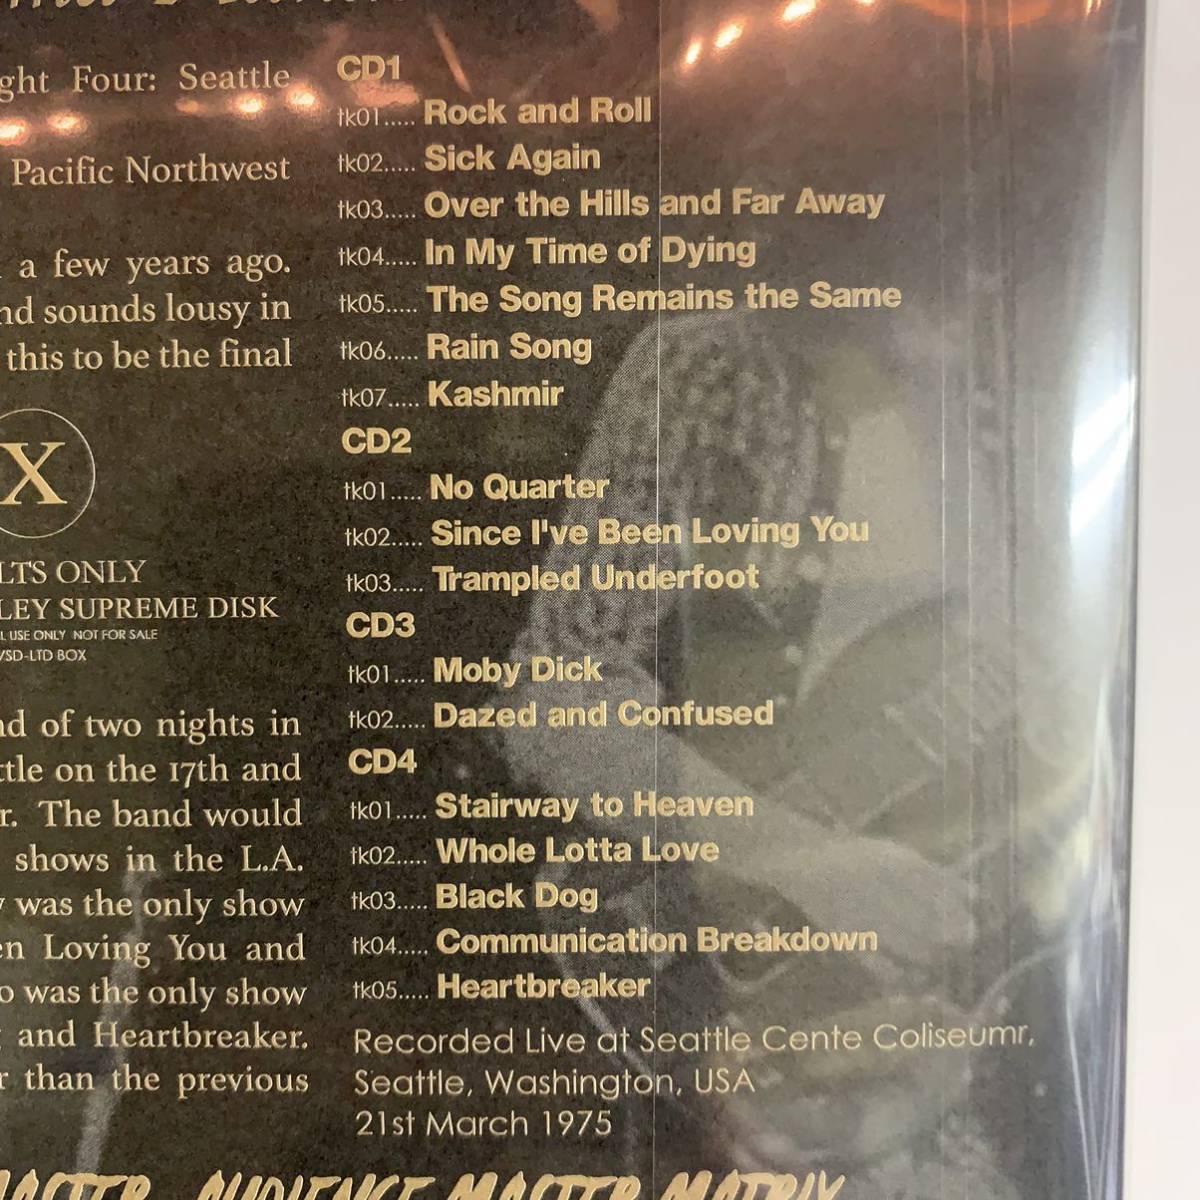 ght Four: Seattle
Pacific Northwest
a few years ago.
nd sounds lousy in
this to be the final
X
LTS ONLY
LEY SUPREME DISK
L USE ONLY NOT FOR SALE
VSD-LTD BOX
nd of two nights in
ttle on the 17th and
r. The band would
shows in the L.A.
y was the only show
en Loving You and
o was the only show
and Heartbreaker.
r than the previous
CD1
tk01..... Rock and Roll
tk02..... Sick Again
tk03..... Over the Hills and Far Away
tk04..... In My Time of Dying
tk05..... The Song Remains the Same
tk06..... Rain Song
tk07..... Kashmir
CD2
tk01..... No Quarter
tk02..... Since I've Been Loving You
tk03..... Trampled Underfoot
CD3
tk01..... Moby Dick
tk02..... Dazed and Confused
CD4
tk01..... Stairway to Heaven
tk02..... Whole Lotta Love
tk03..... Black Dog
tk04..... Communication Breakdown
tk05..... Heartbreaker
Recorded Live at Seattle Cente Coliseumr,
Seattle, Washington, USA
21st March 1975
MASTER AUDIENCE MASTER MATRIX